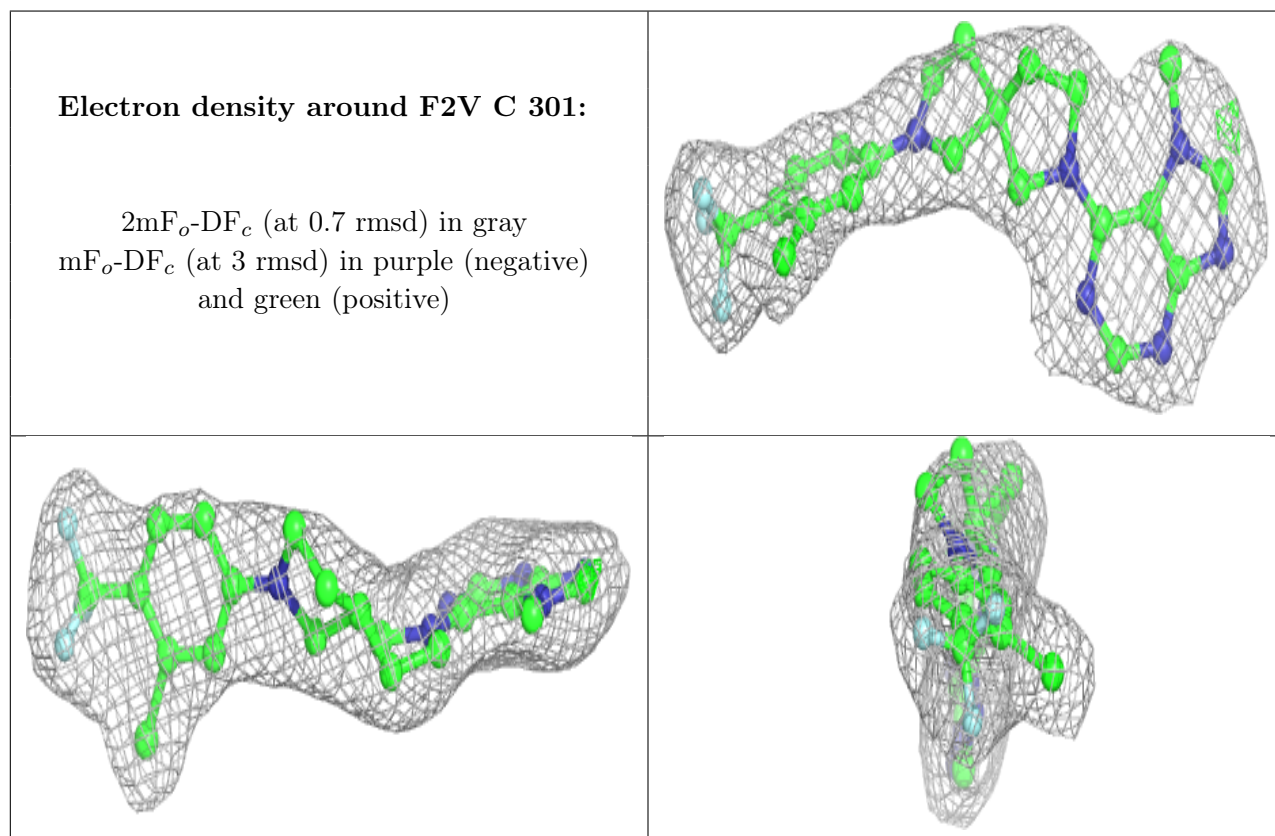 Electron density around F2V C 301:
2mFo-DFc (at 0.7 rmsd) in gray
mFo-DFc (at 3 rmsd) in purple (negative)
and green (positive)